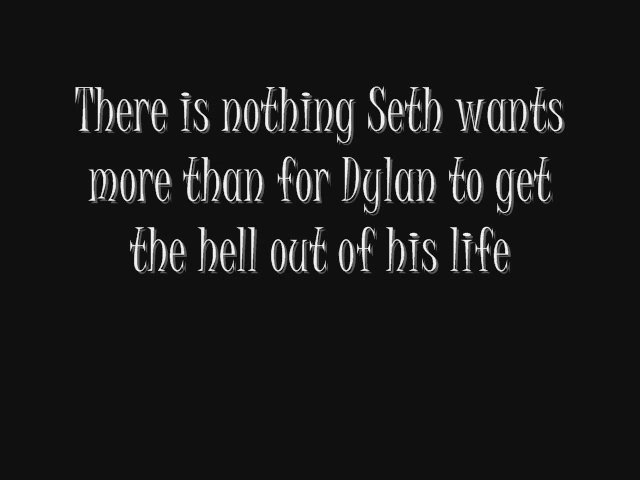 There is nothing Seth wants
more than for Dylan to get
the hell out of his life